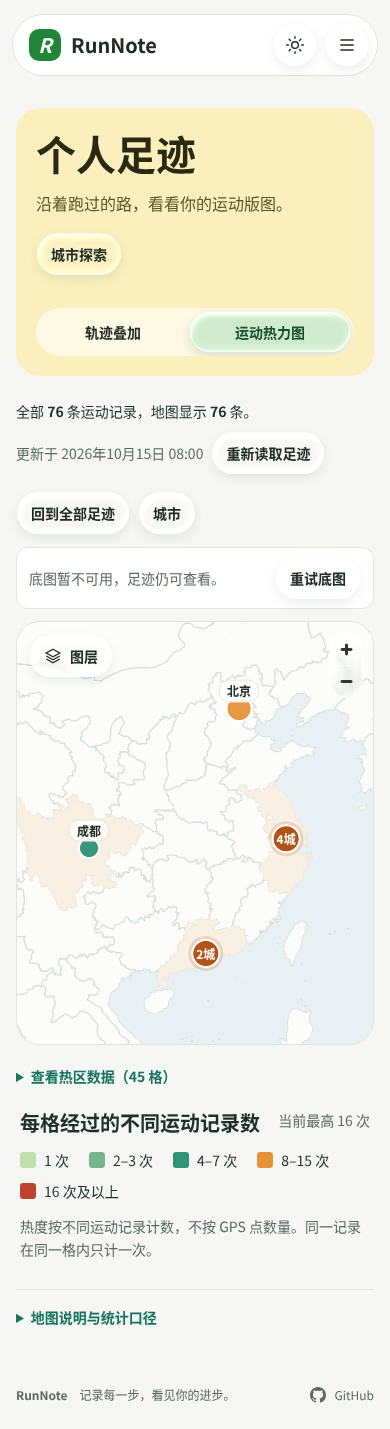 R RunNote
个人足迹
沿着跑过的路，看看你的运动版图。
城市探索
轨迹叠加 运动热力图
全部 76 条运动记录，地图显示 76 条。
更新于 2026年10月15日 08:00 重新读取足迹
回到全部足迹 城市
底图暂不可用，足迹仍可查看。 重试底图
图层 +
−
北京
成都
4城
2城
查看热区数据（45 格）
每格经过的不同运动记录数 当前最高 16 次
1 次 2–3 次 4–7 次 8–15 次
16 次及以上
热度按不同运动记录计数，不按 GPS 点数量。同一记录
在同一格内只计一次。
地图说明与统计口径
RunNote 记录每一步，看见你的进步。 GitHub